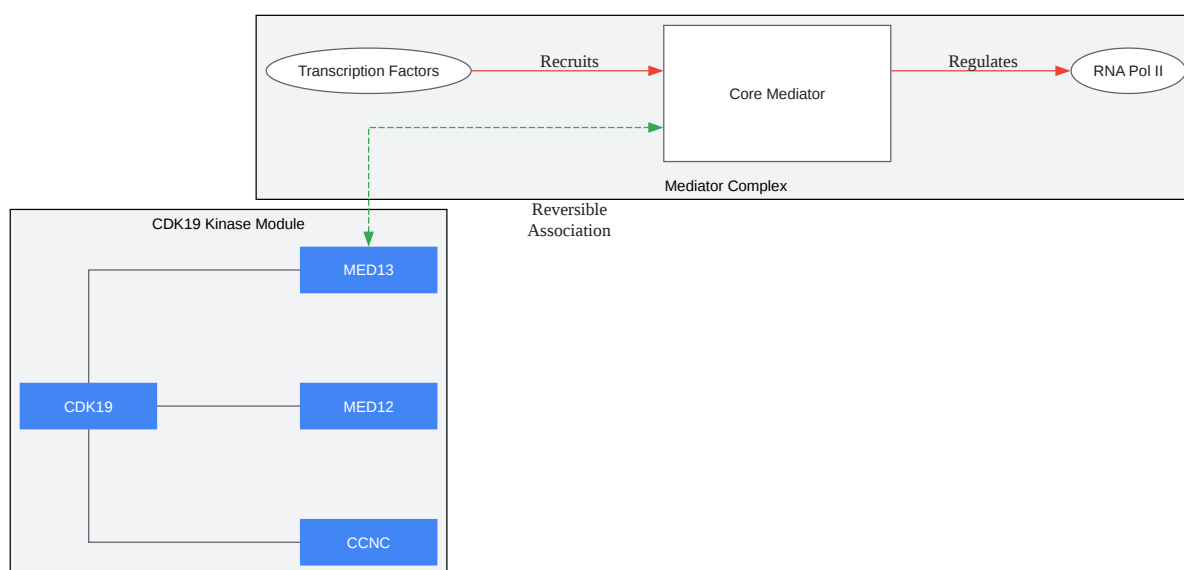 Transcription Factors
Recruits
Core Mediator
Regulates
RNA Pol II
Mediator Complex
Reversible
Association
CDK19 Kinase Module
MED13
CDK19
MED12
CCNC